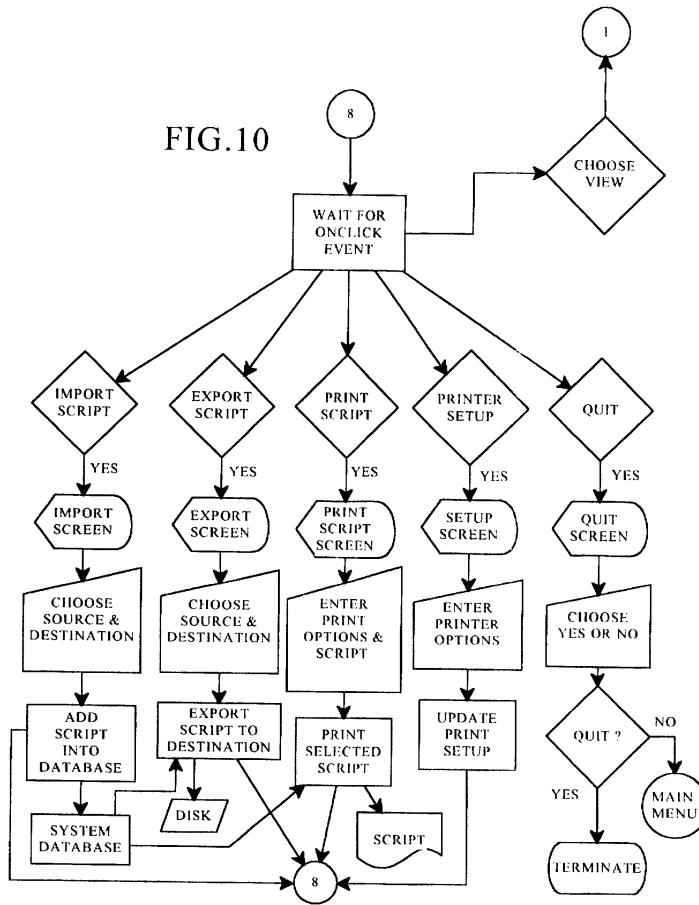 1
8
FIG.10
CHOOSE
VIEW
WAIT FOR
ONCLICK
EVENT
IMPORT
SCRIPT
EXPORT
SCRIPT
PRINT
SCRIPT
PRINTER
SETUP
QUIT
YES
YES
YES
YES
YES
IMPORT
SCREEN
EXPORT
SCREEN
PRINT
SCRIPT
SCREEN
SETUP
SCREEN
QUIT
SCREEN
CHOOSE
SOURCE &
DESTINATION
CHOOSE
SOURCE &
DESTINATION
ENTER
PRINT
OPTIONS &
SCRIPT
ENTER
PRINTER
OPTIONS
CHOOSE
YES OR NO
ADD
SCRIPT
INTO
DATABASE
EXPORT
SCRIPT TO
DESTINATION
PRINT
SELECTED
SCRIPT
UPDATE
PRINT
SETUP
QUIT ?
NO
YES
MAIN
MENU
SYSTEM
DATABASE
DISK
SCRIPT
8
TERMINATE